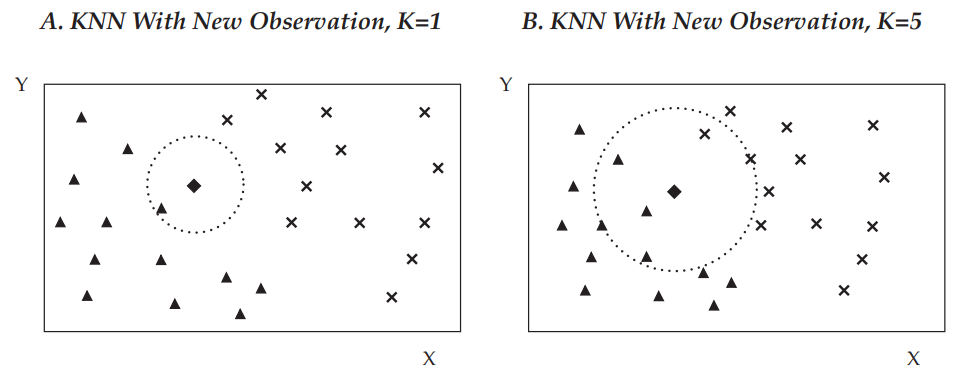 A. KNN With New Observation, K=1
B. KNN With New Observation, K=5
Y
Y
X
X